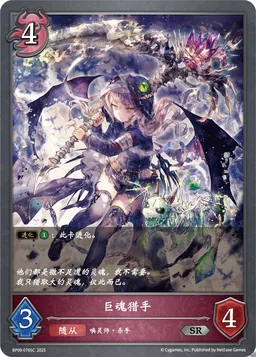 4
进化 1 : 此卡进化。
都他们都是微不足道的灵魂，我不需要。
我只猎取大的灵魂，仅此而已。
巨魂猎手
3
随从
唤灵师·杀手
SR
4
BP09-076SC 2025
© Cygames, Inc. Published by NetEase Games